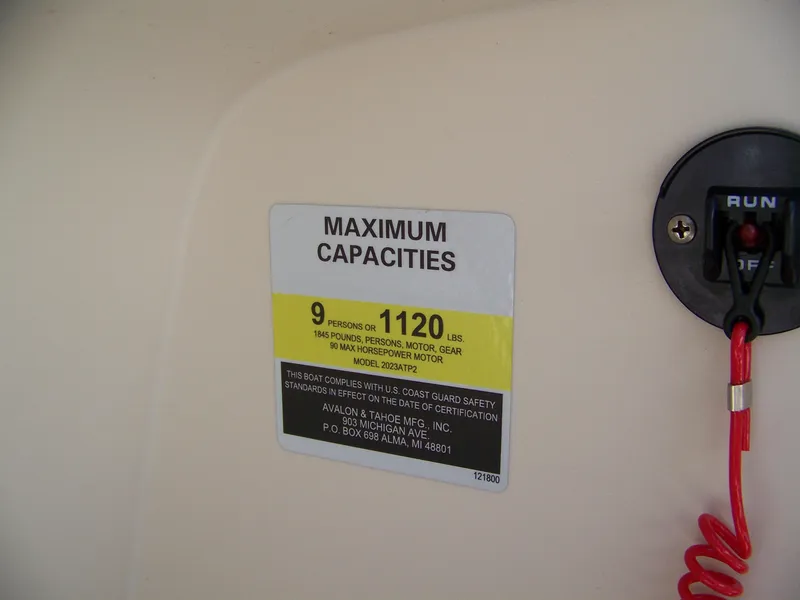 MAXIMUM
CAPACITIES
9 PERSONS OR 1120 LBS.
1845 POUNDS, PERSONS, MOTOR, GEAR
90 MAX HORSEPOWER MOTOR
MODEL 2023ATP2
THIS BOAT COMPLIES WITH U.S. COAST GUARD SAFETY
STANDARDS IN EFFECT ON THE DATE OF CERTIFICATION
AVALON & TAHOE MFG., INC.
903 MICHIGAN AVE.
P.O. BOX 698 ALMA, MI 48801
121800
RUN
OFF